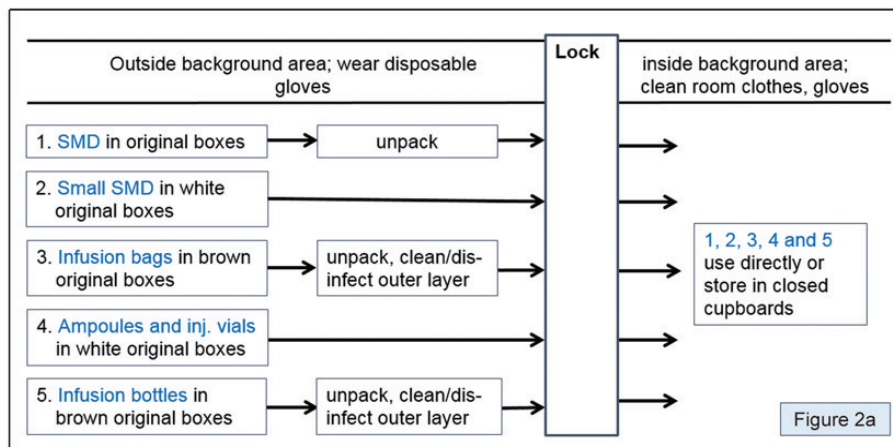 Outside background area; wear disposable
gloves
Lock
inside background area;
clean room clothes, gloves
1. SMD in original boxes
unpack
2. Small SMD in white
original boxes
3. Infusion bags in brown
original boxes
unpack, clean/dis-
infect outer layer
4. Ampoules and inj. vials
in white original boxes
5. Infusion bottles in
brown original boxes
unpack, clean/dis-
infect outer layer
1, 2, 3, 4 and 5
use directly or
store in closed
cupboards
Figure 2a